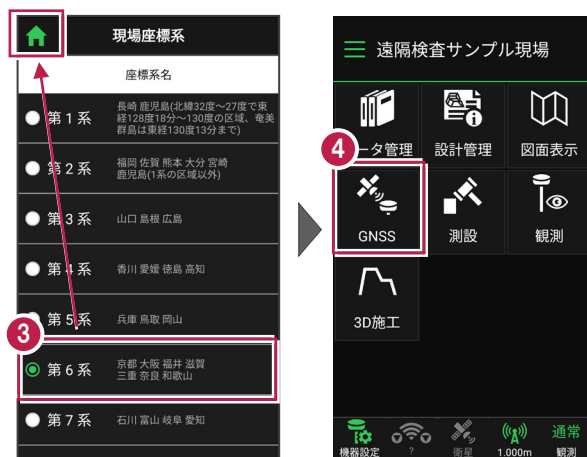 現場座標系
座標系名
第1系
長崎 鹿児島(北緯32度〜27度で東
経128度18分〜130度の区域、奄美
群島は東経130度13分まで)
第2系
福岡 佐賀 熊本 大分 宮崎
鹿児島(1系の区域以外)
第3系
山口 島根 広島
第4系
香川 愛媛 徳島 高知
第5系
兵庫 鳥取 岡山
3
第6系
京都 大阪 福井 滋賀
三重 奈良 和歌山
第7系
石川 富山 岐阜 愛知
遠隔検査サンプル現場
4
ータ管理
設計管理
図面表示
GNSS
測設
観測
3D施工
機器設定
?
衛星
1.000m
通常
観測